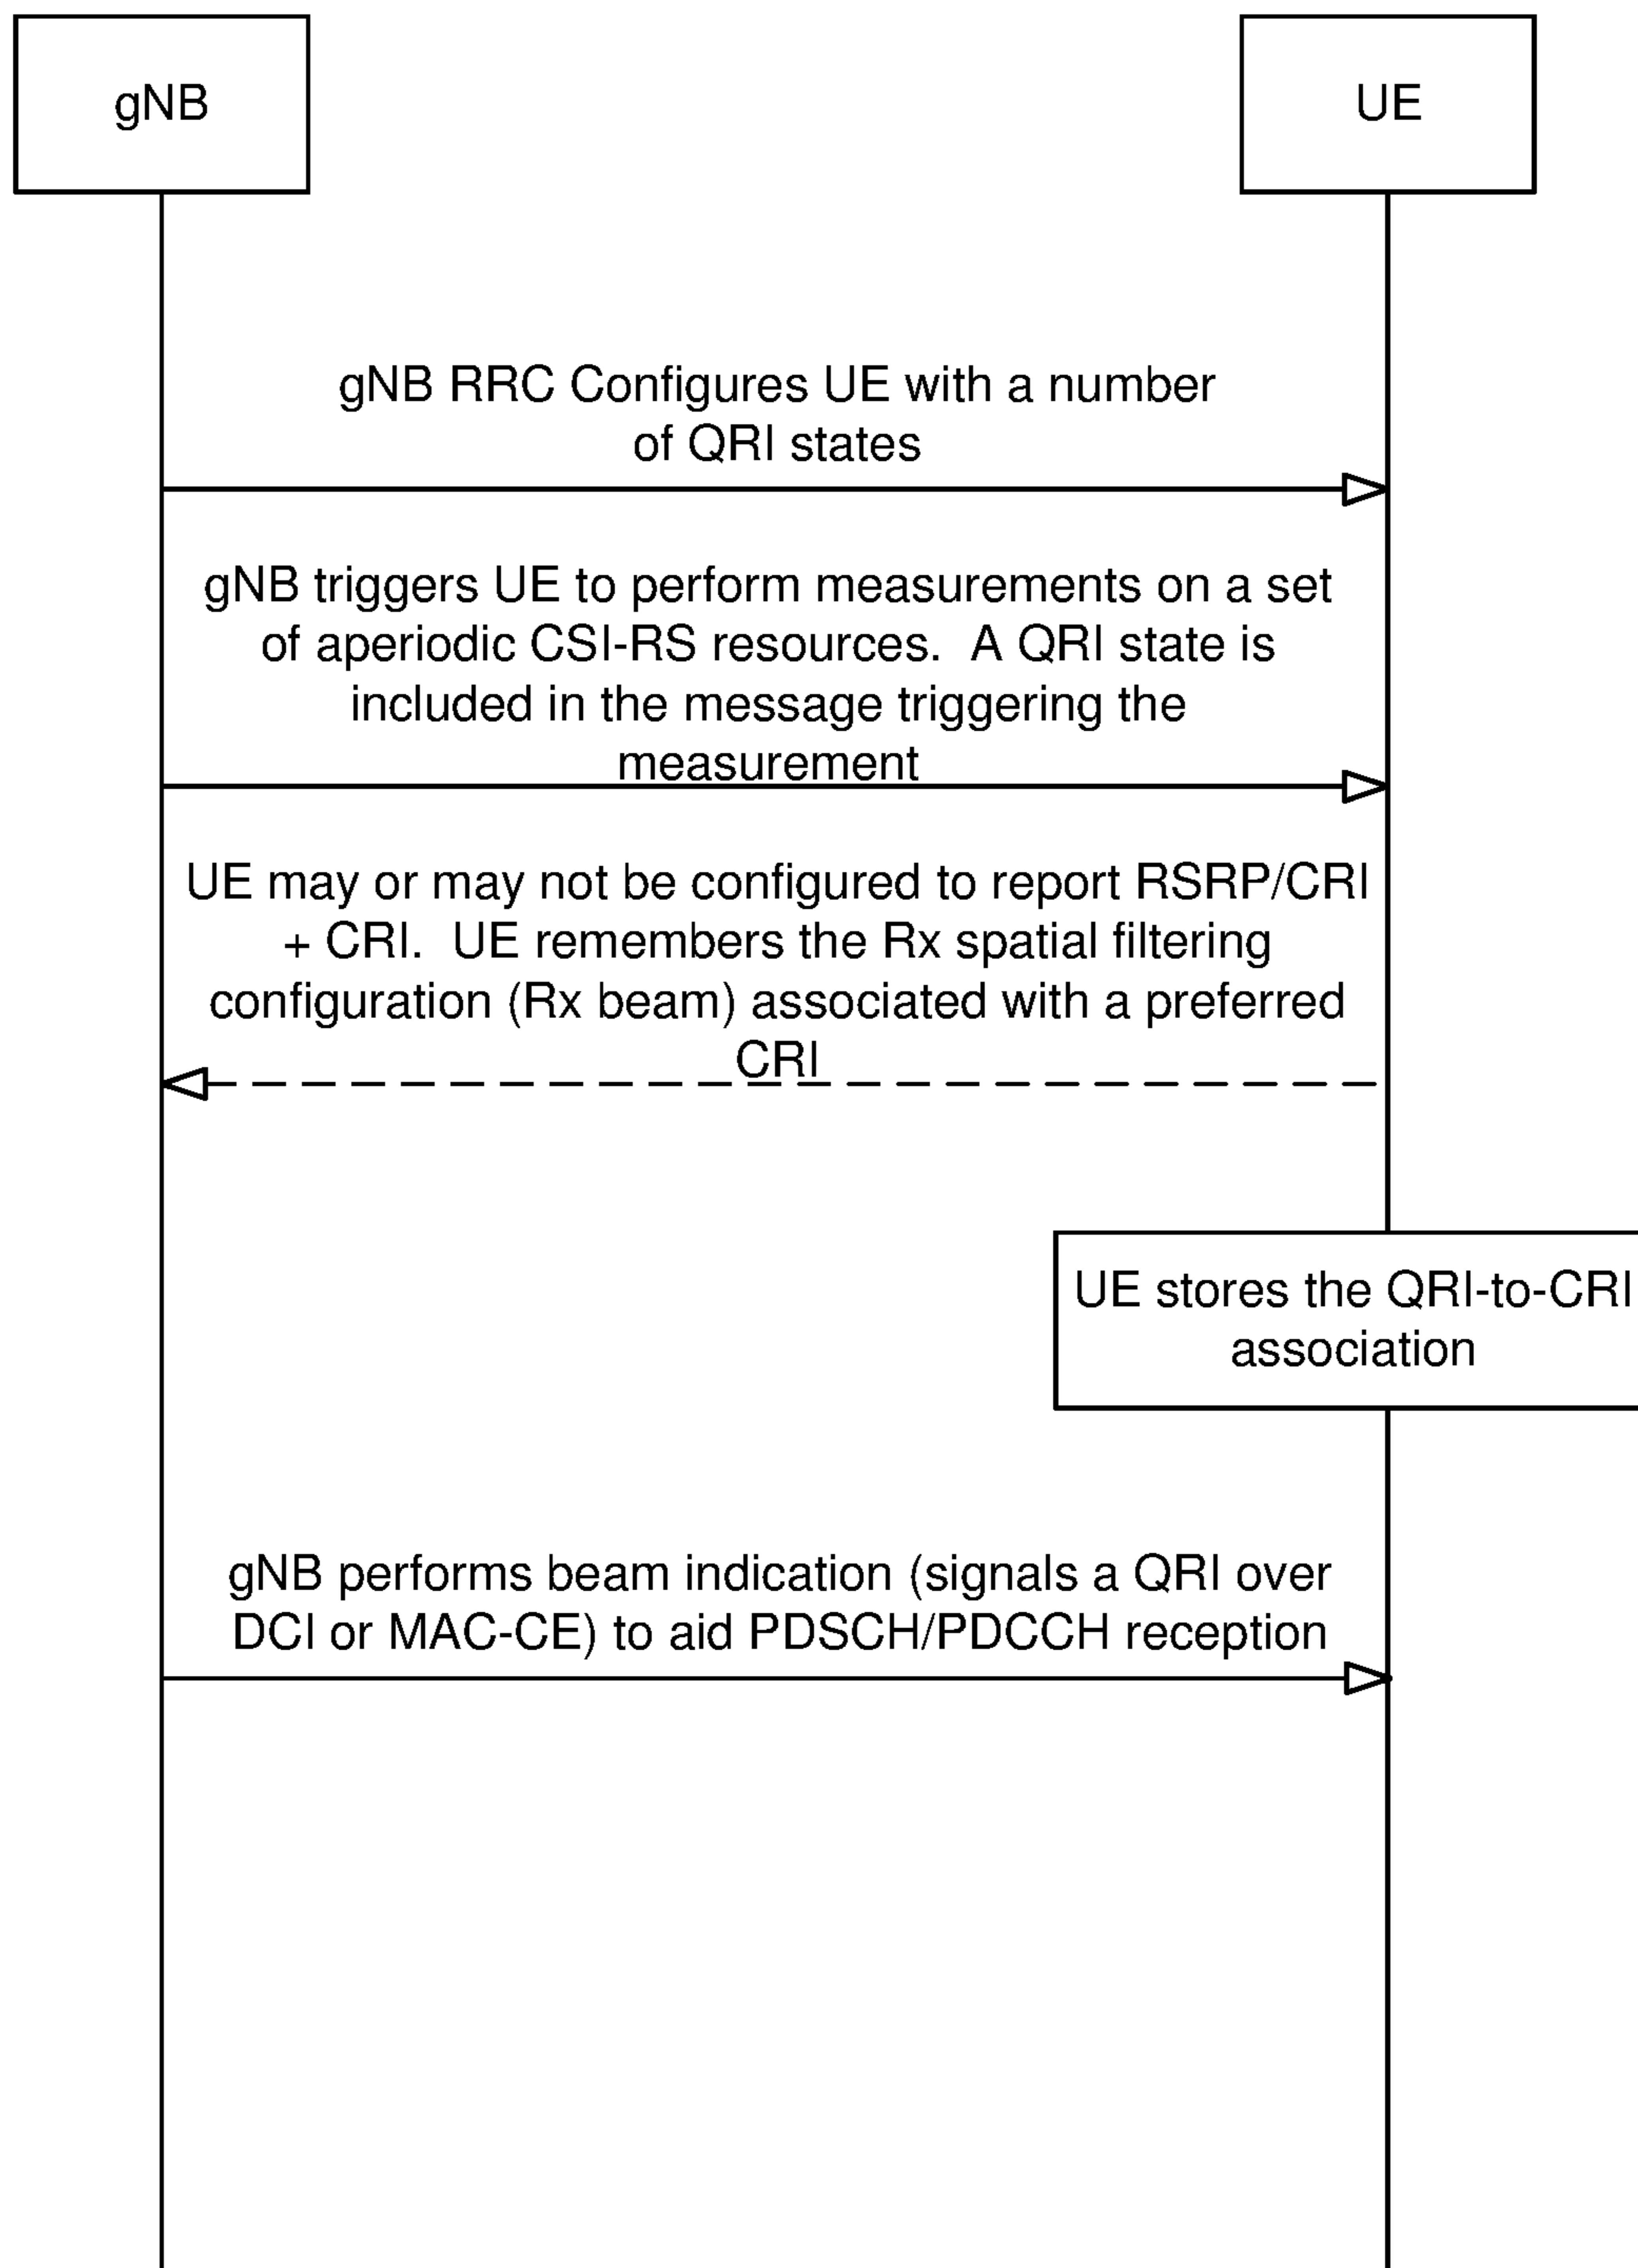 gNB
UE
gNB RRC Configures UE with a number
of QRI states
gNB triggers UE to perform measurements on a set
of aperiodic CSI-RS resources.  A QRI state is
included in the message triggering the
measurement
UE may or may not be configured to report RSRP/CRI
+ CRI.  UE remembers the Rx spatial filtering
configuration (Rx beam) associated with a preferred
CRI
UE stores the QRI-to-CRI
association
gNB performs beam indication (signals a QRI over
DCI or MAC-CE) to aid PDSCH/PDCCH reception